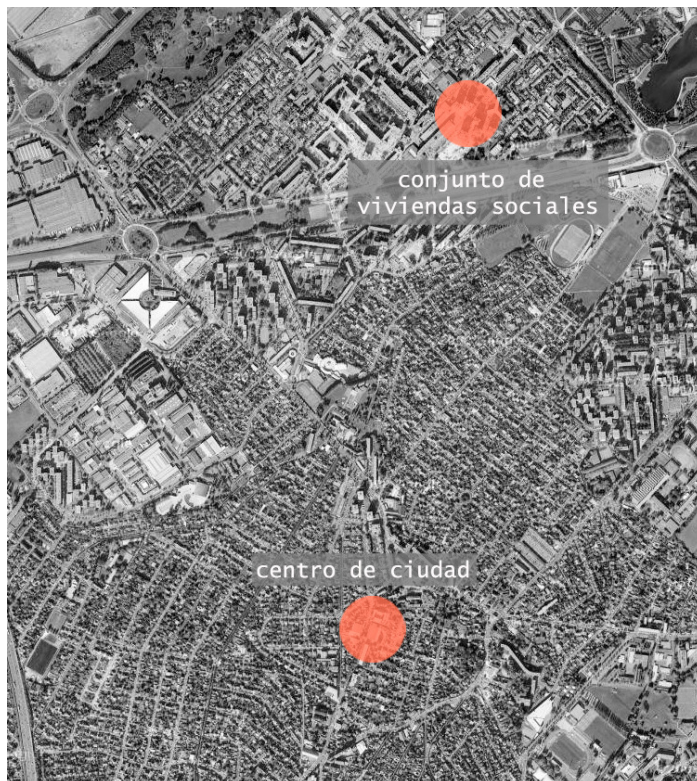 conjunto de
viviendas sociales
centro de ciudad